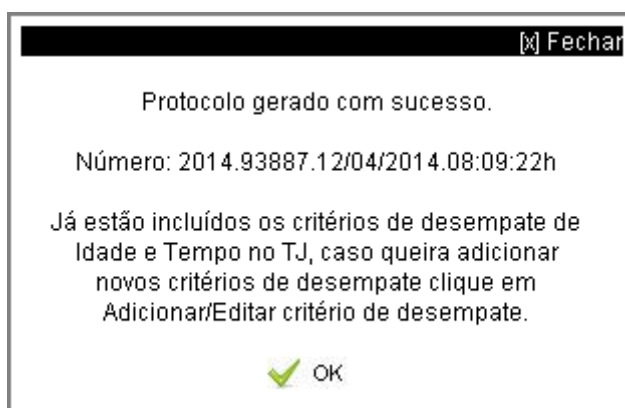 [x] Fechar
Protocolo gerado com sucesso.
Número: 2014.93887.12/04/2014.08:09:22h
Já estão incluídos os critérios de desempate de
Idade e Tempo no TJ, caso queira adicionar
novos critérios de desempate clique em
Adicionar/Editar critério de desempate.
OK